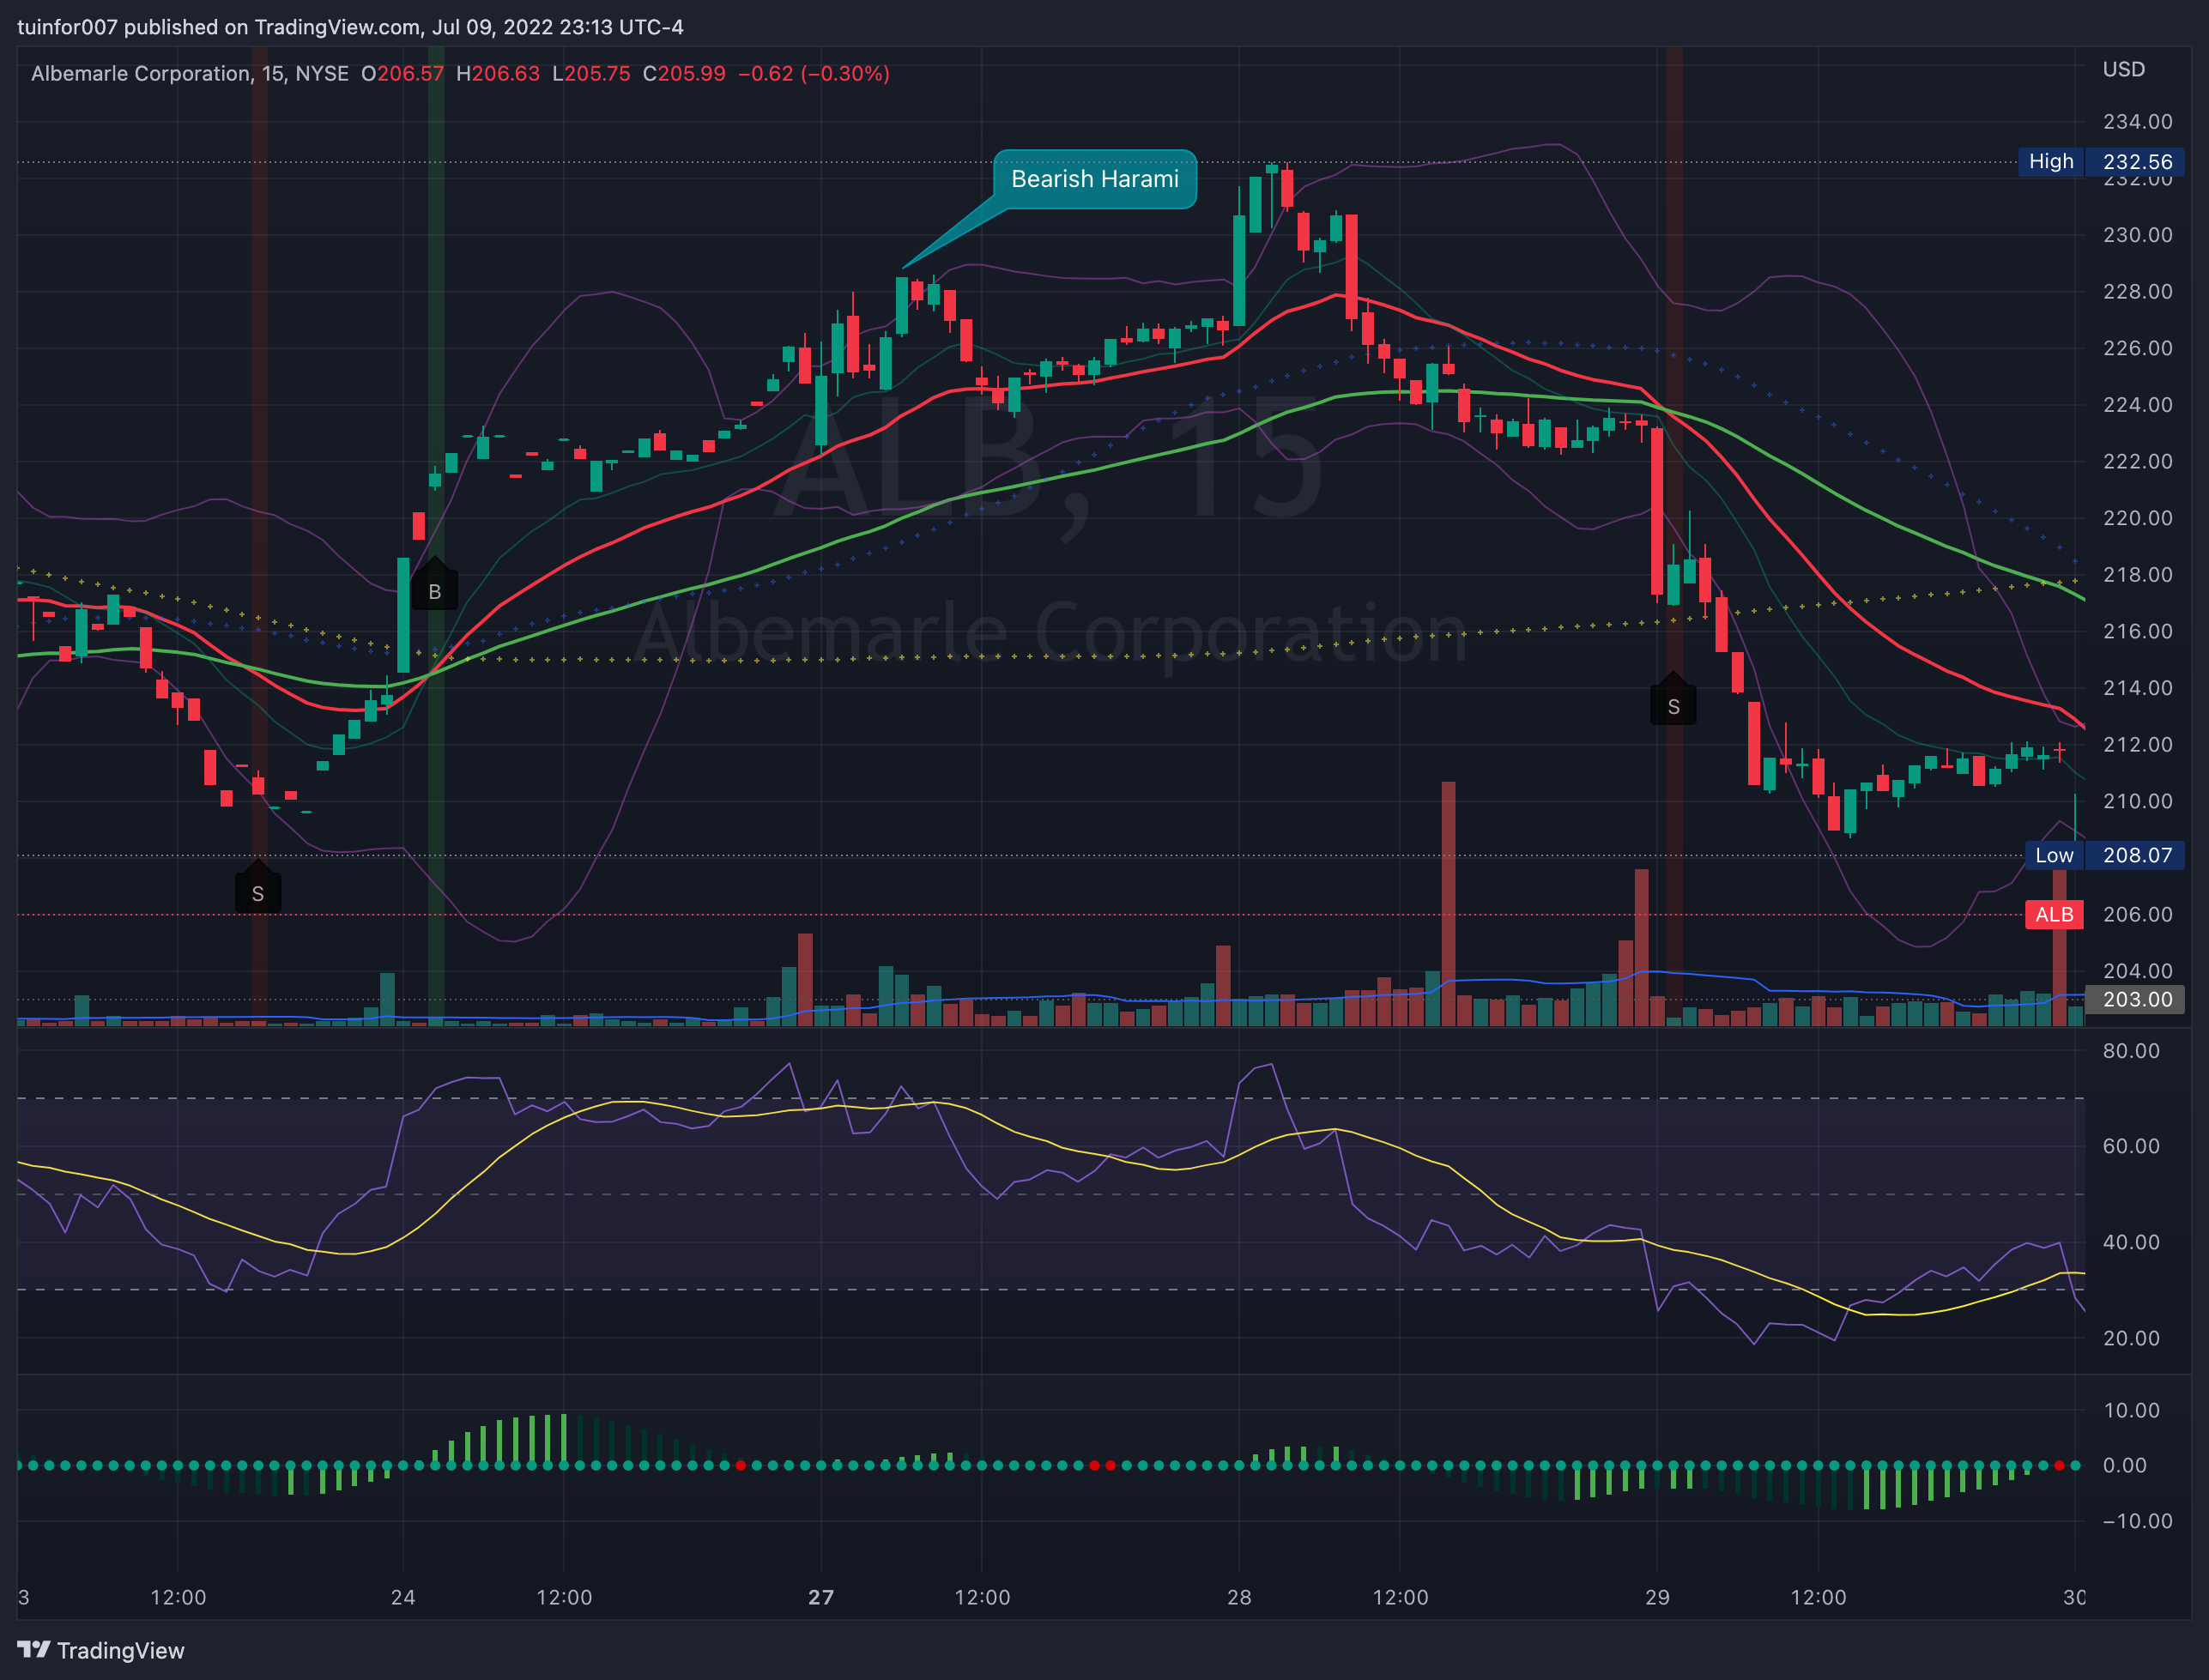 tuinfor007 published on TradingView.com, Jul 09, 2022 23:13 UTC-4
Albemarle Corporation, 15, NYSE O206.57 H206.63 L205.75 C205.99 −0.62 (−0.30%)
USD
234.00
Bearish Harami
High 232.56
232.00
230.00
228.00
226.00
224.00
ALB, 15
222.00
220.00
218.00
B
Albemarle Corporation
216.00
214.00
S
212.00
210.00
Low 208.07
S
ALB 206.00
204.00
203.00
80.00
60.00
40.00
20.00
10.00
0.00
−10.00
3 12:00 24 12:00 27 12:00 28 12:00 29 12:00 30
TradingView